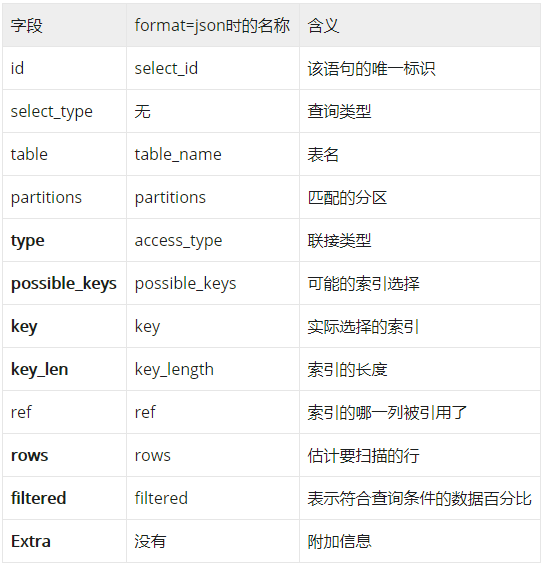 字段 format=json时的名称 含义
id select_id 该语句的唯一标识
select_type 无 查询类型
table table_name 表名
partitions partitions 匹配的分区
type access_type 联接类型
possible_keys possible_keys 可能的索引选择
key key 实际选择的索引
key_len key_length 索引的长度
ref ref 索引的哪一列被引用了
rows rows 估计要扫描的行
filtered filtered 表示符合查询条件的数据百分比
Extra 没有 附加信息